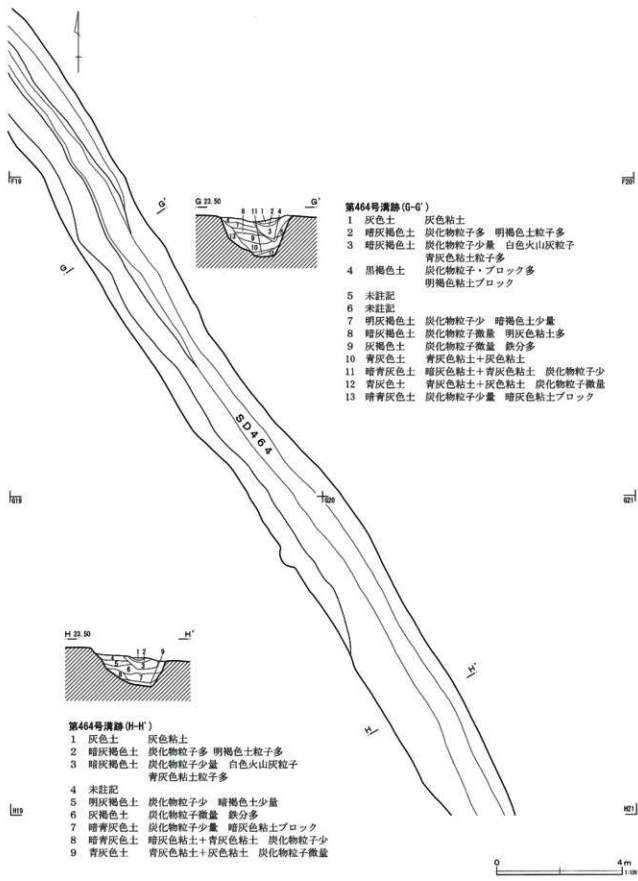 F19
F20
G'
G
G 23.50
G'
8 11 1 2 4
第464号溝跡(G-G')
1 灰色土 灰色粘土
2 暗灰褐色土 炭化物粒子多 明褐色土粒子多
3 暗灰褐色土 炭化物粒子少量 白色火山灰粒子
青灰色粘土粒子多
4 黒褐色土 炭化物粒子・ブロック多
明褐色粘土ブロック
5 未註記
6 未註記
7 明灰褐色土 炭化物粒子少 暗褐色土少量
8 暗灰褐色土 炭化物粒子微量 明灰色粘土多
9 灰褐色土 炭化物粒子微量 鉄分多
10 青灰色土 青灰色粘土+灰色粘土
11 暗青灰色土 暗灰色粘土+青灰色粘土 炭化物粒子少
12 青灰色土 青灰色粘土+灰色粘土 炭化物粒子微量
13 暗青灰色土 炭化物粒子少量 暗灰色粘土ブロック
SD464
G19
G20
G21
H 23.50
H'
1 2 9
H'
H
第464号溝跡(H-H')
1 灰色土 灰色粘土
2 暗灰褐色土 炭化物粒子多 明褐色土粒子多
3 暗灰褐色土 炭化物粒子少量 白色火山灰粒子
青灰色粘土粒子多
4 未註記
5 明灰褐色土 炭化物粒子少 暗褐色土少量
6 灰褐色土 炭化物粒子微量 鉄分多
7 暗青灰色土 炭化物粒子少量 暗灰色粘土ブロック
8 暗青灰色土 暗灰色粘土+青灰色粘土 炭化物粒子少
9 青灰色土 青灰色粘土+灰色粘土 炭化物粒子微量
H19
H21
0 4m